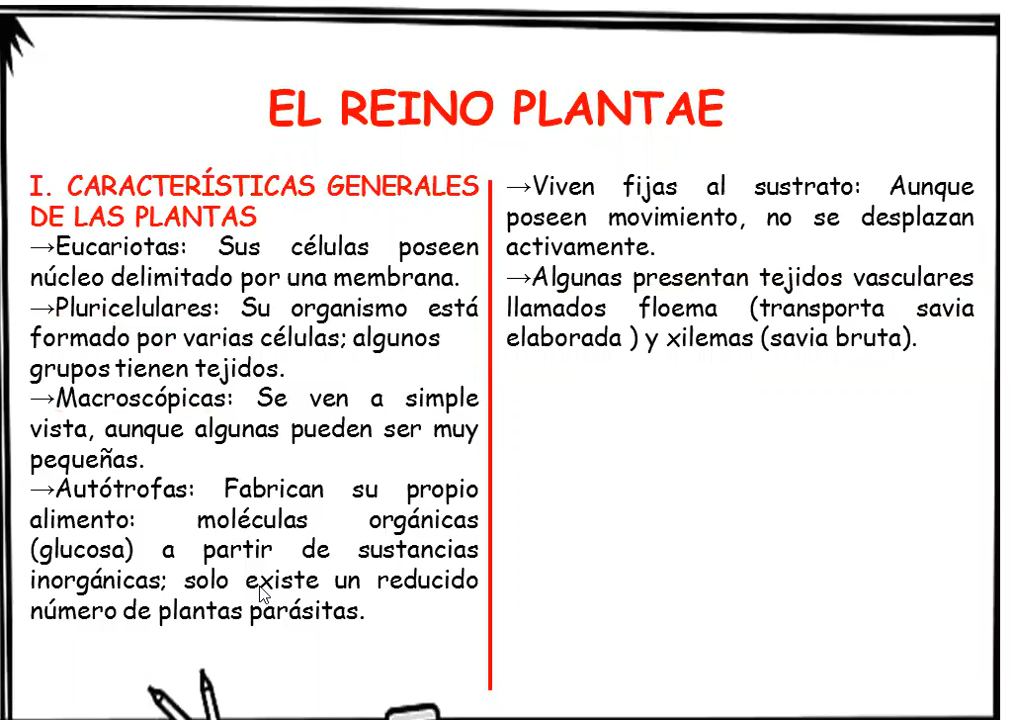 EL REINO PLANTAE
I. CARACTERÍSTICAS GENERALES
DE LAS PLANTAS
→Eucariotas: Sus células poseen
núcleo delimitado por una membrana.
→Pluricelulares: Su organismo está
formado por varias células; algunos
grupos tienen tejidos.
→Macroscópicas: Se ven a simple
vista, aunque algunas pueden ser muy
pequeñas.
→Autótrofas: Fabrican su propio
alimento: moléculas orgánicas
(glucosa) a partir de sustancias
inorgánicas; solo existe un reducido
número de plantas parásitas.
→Viven fijas al sustrato: Aunque
poseen movimiento, no se desplazan
activamente.
→Algunas presentan tejidos vasculares
llamados floema (transporta savia
elaborada ) y xilemas (savia bruta).